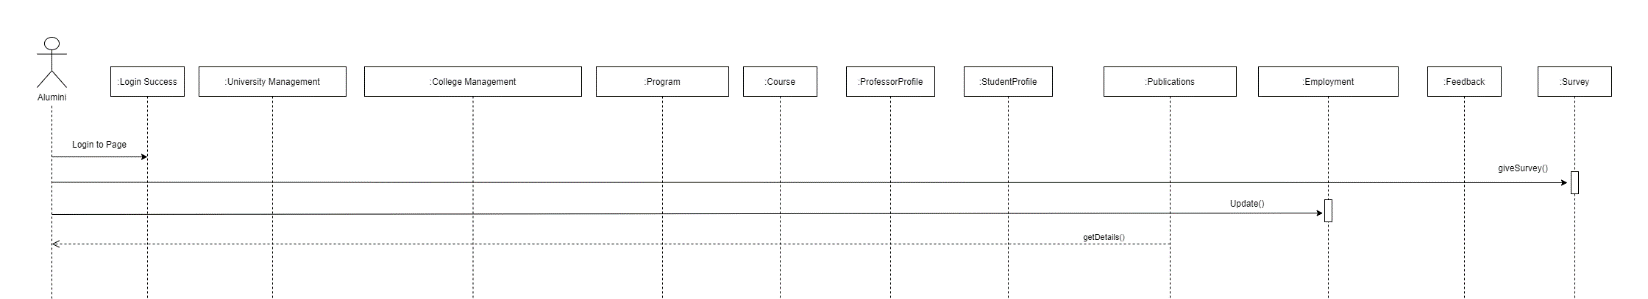 :Login Success
:University Management
:College Management
:Program
:Course
:ProfessorProfile
:StudentProfile
:Publications
:Employment
:Feedback
:Survey
Alumini
Login to Page
giveSurvey()
Update()
getDetails()